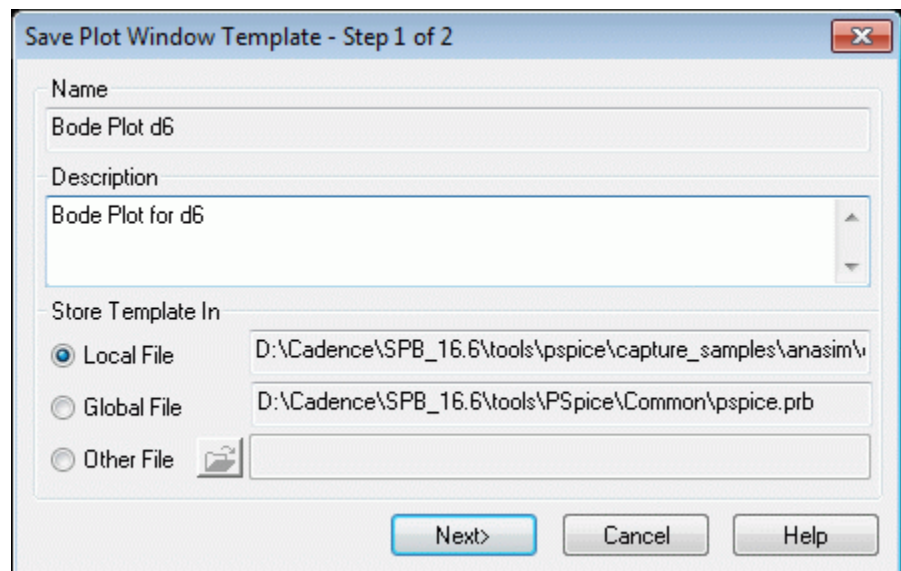 Save Plot Window Template - Step 1 of 2
Name
Bode Plot d6
Description
Bode Plot for d6
Store Template In
Local File D:\Cadence\SPB_16.6\tools\pspice\capture_samples\anasim\
Global File D:\Cadence\SPB_16.6\tools\PSpice\Common\pspice.prb
Other File
Next> Cancel Help